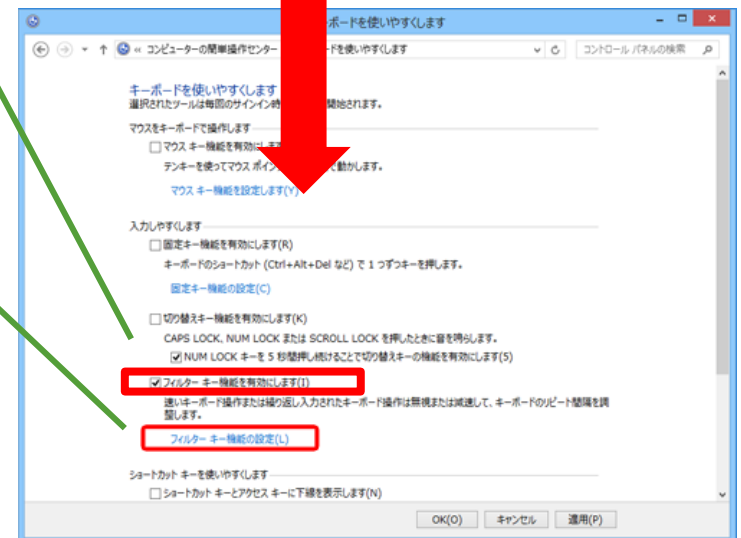 ーボードを使いやすくします
« コンピューターの簡単操作センター
ドを使いやすくします
コントロール パネルの検索
キーボードを使いやすくします
選択されたツールは毎回のサインイン時
開始されます。
マウスをキーボードで操作します
マウス キー機能を有効にします
テンキーを使ってマウス ポイン
で動かします。
マウス キー機能を設定します(Y)
入力しやすくします
固定キー機能を有効にします(R)
キーボードのショートカット (Ctrl+Alt+Del など) で 1 つずつキーを押します。
固定キー機能の設定(C)
切り替えキー機能を有効にします(K)
CAPS LOCK、NUM LOCK または SCROLL LOCK を押したときに音を鳴らします。
NUM LOCK キーを 5 秒間押し続けることで切り替えキーの機能を有効にします(5)
フィルター キー機能を有効にします(I)
速いキーボード操作または繰り返し入力されたキーボード操作は無視または減速して、キーボードのリピート間隔を調
整します。
フィルター キー機能の設定(L)
ショートカット キーを使いやすくします
ショートカット キーとアクセス キーに下線を表示します(N)
OK(O)
キャンセル
適用(P)